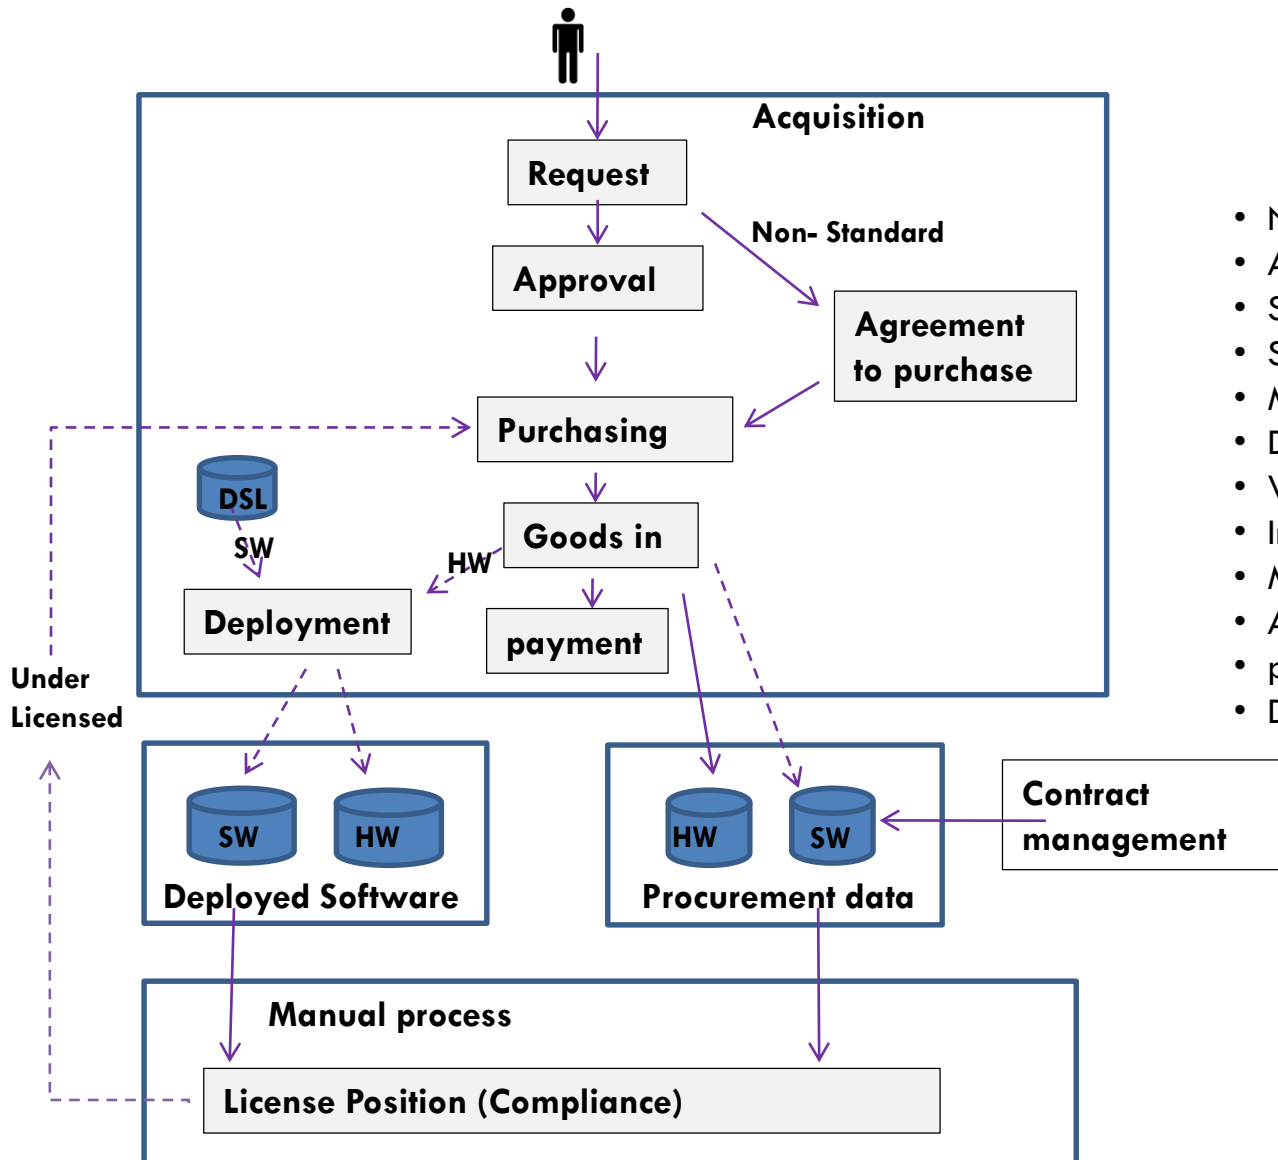 Acquisition
Request
Non- Standard
Approval
Agreement
to purchase
Purchasing
DSL
SW
HW
Goods in
Deployment
payment
Under
Licensed
SW
HW
Deployed Software
HW
SW
Procurement data
Contract
management
Manual process
License Position (Compliance)